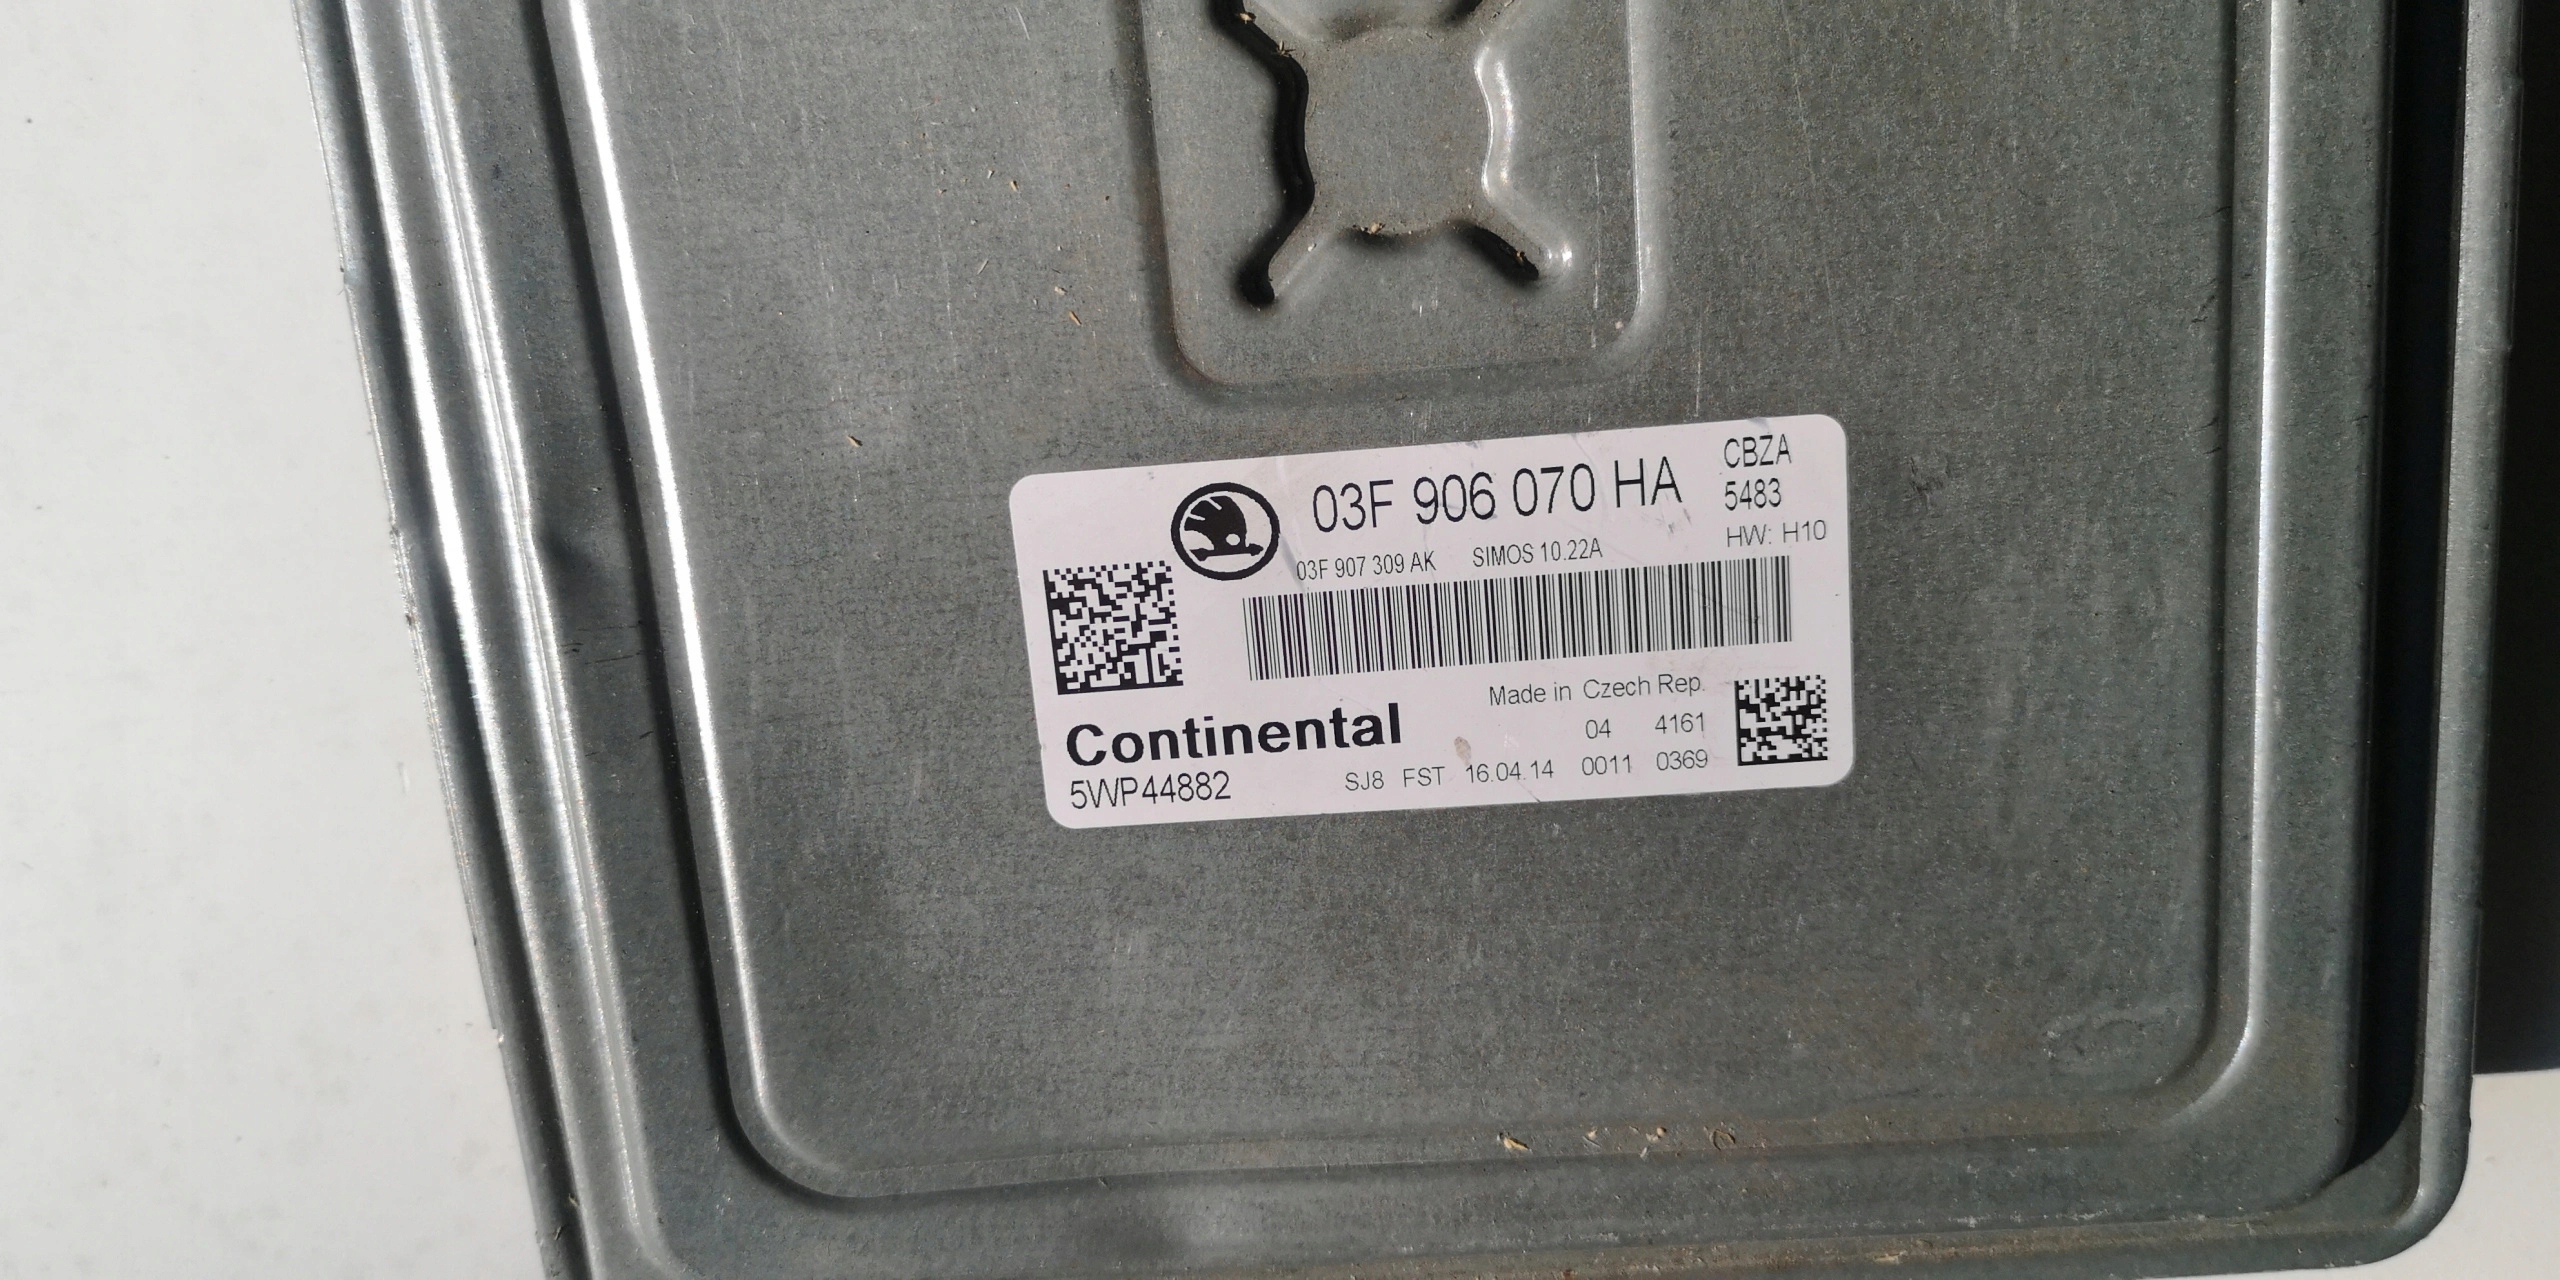 03F 906 070 HA
CBZA
5483
HW: H10
03F 907 309 AK SIMOS 10.22A
Made in Czech Rep.
04 4161
Continental
5WP44882
SJ8 FST 16.04.14 0011 0369